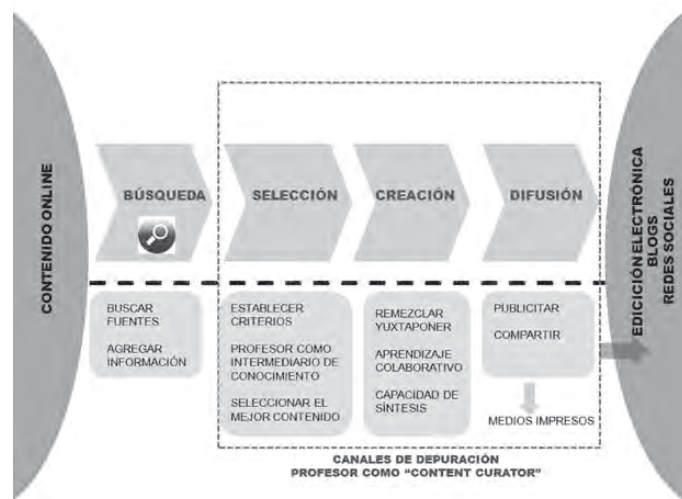 CONTENIDO ONLINE
BÚSQUEDA
SELECCIÓN
CREACIÓN
DIFUSIÓN
BUSCAR
FUENTES
AGREGAR
INFORMACIÓN
ESTABLECER
CRITERIOS
PROFESOR COMO
INTERMEDIARIO DE
CONOCIMIENTO
SELECCIONAR EL
MEJOR CONTENIDO
REMEZCLAR
YUXTAPONER
APRENDIZAJE
COLABORATIVO
CAPACIDAD DE
SÍNTESIS
PUBLICITAR
COMPARTIR
MEDIOS IMPRESOS
EDICICIÓN ELECTRÓNICA
BLOGS
REDES SOCIALES
CANALES DE DEPURACIÓN
PROFESOR COMO “CONTENT CURATOR”